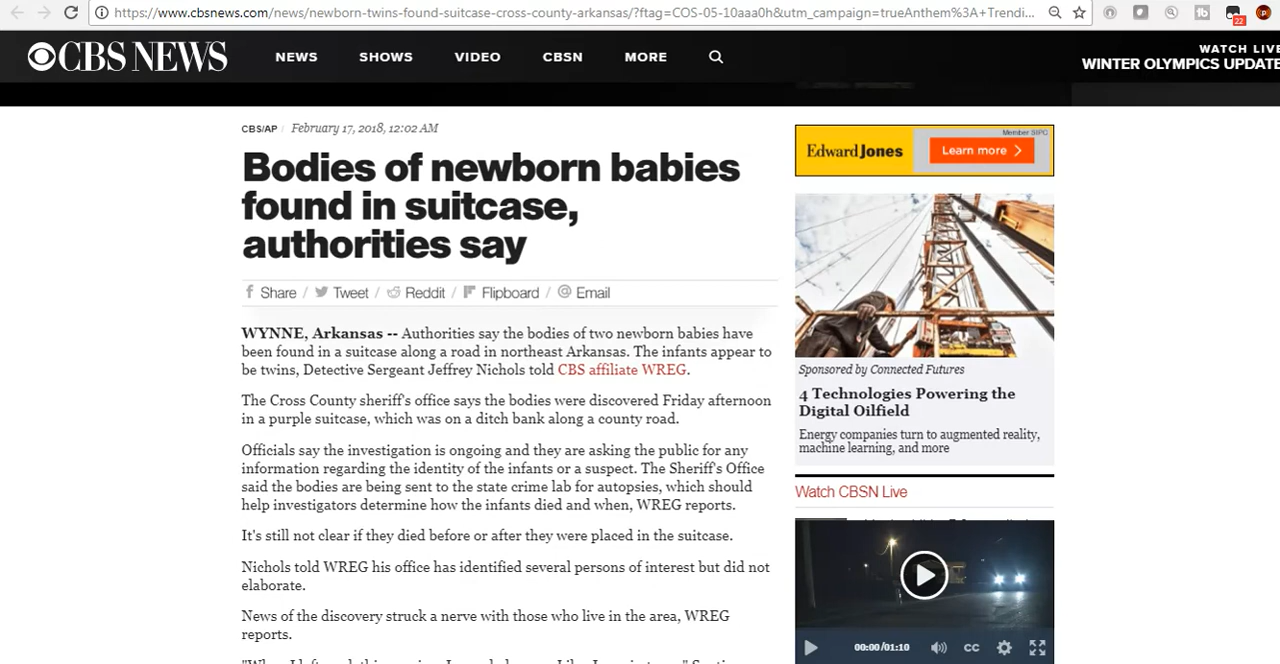 https://www.cbsnews.com/news/newborn-twins-found-suitcase-cross-county-arkansas/?ftag=COS-05-10aaa0h&utm_campaign=trueAnthem%3A+Trendi...
22
CBS NEWS
NEWS
SHOWS
VIDEO
CBSN
MORE
WATCH LIVE
WINTER OLYMPICS UPDATE
CBS/AP / February 17, 2018, 12:02 AM
Bodies of newborn babies
found in suitcase,
authorities say
Share / Tweet / Reddit / Flipboard / Email
WYNNE, Arkansas -- Authorities say the bodies of two newborn babies have
been found in a suitcase along a road in northeast Arkansas. The infants appear to
be twins, Detective Sergeant Jeffrey Nichols told CBS affiliate WREG.
The Cross County sheriff's office says the bodies were discovered Friday afternoon
in a purple suitcase, which was on a ditch bank along a county road.
Officials say the investigation is ongoing and they are asking the public for any
information regarding the identity of the infants or a suspect. The Sheriff's Office
said the bodies are being sent to the state crime lab for autopsies, which should
help investigators determine how the infants died and when, WREG reports.
It's still not clear if they died before or after they were placed in the suitcase.
Nichols told WREG his office has identified several persons of interest but did not
elaborate.
News of the discovery struck a nerve with those who live in the area, WREG
reports.
Member SIPC
Edward Jones
Learn more
Sponsored by Connected Futures
4 Technologies Powering the
Digital Oilfield
Energy companies turn to augmented reality,
machine learning, and more
Watch CBSN Live
00:00/01:10
CC